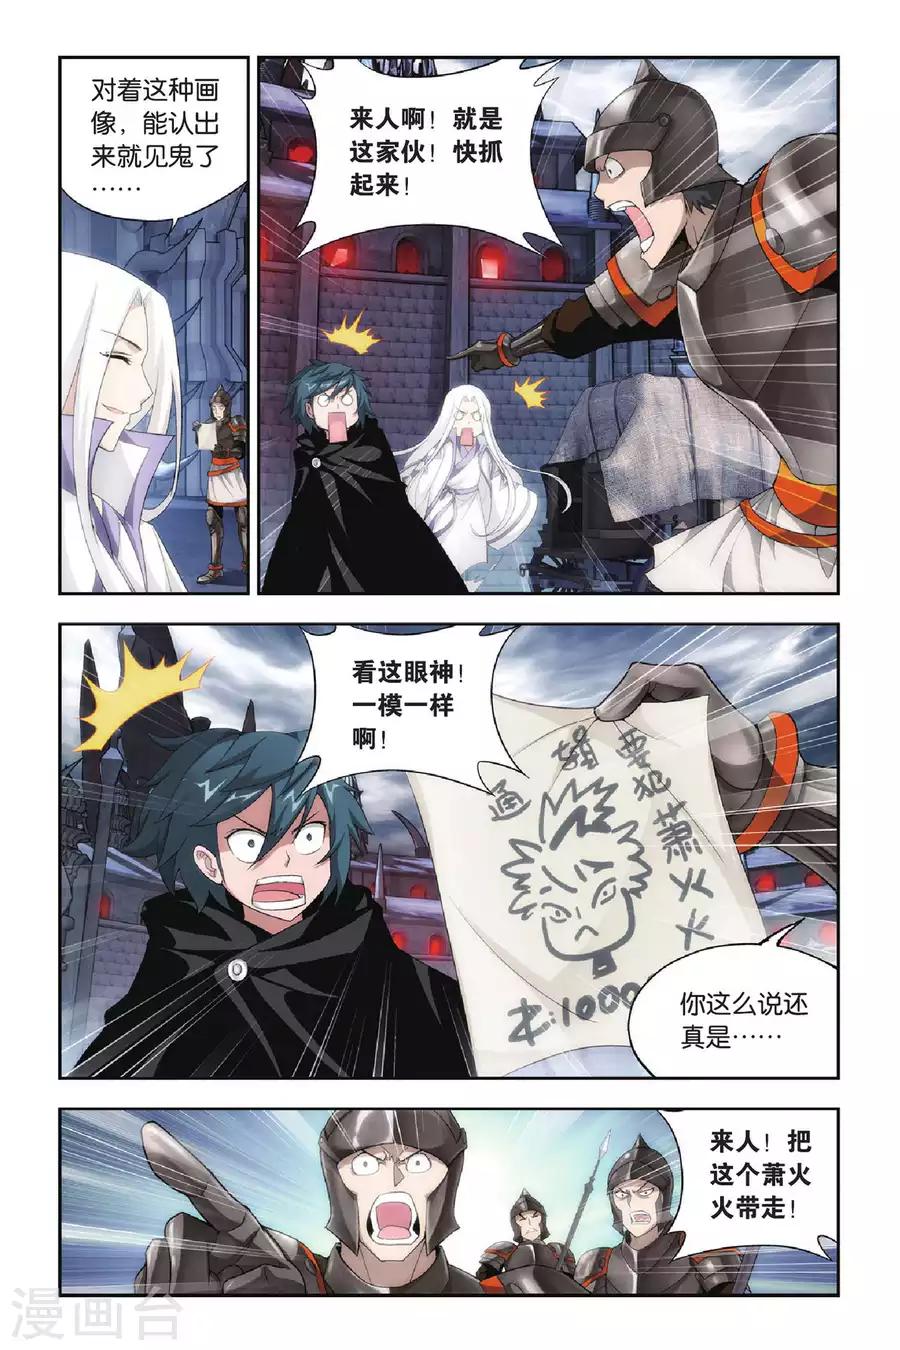 对着这种画
像，能认出
来就见鬼了
……
来人啊！就是
这家伙！快抓
起来！
看这眼神！
一模一样
啊！
通缉要犯
萧火火
1000
你这么说还
真是……
来人！把
这个萧火
火带走！
漫画台